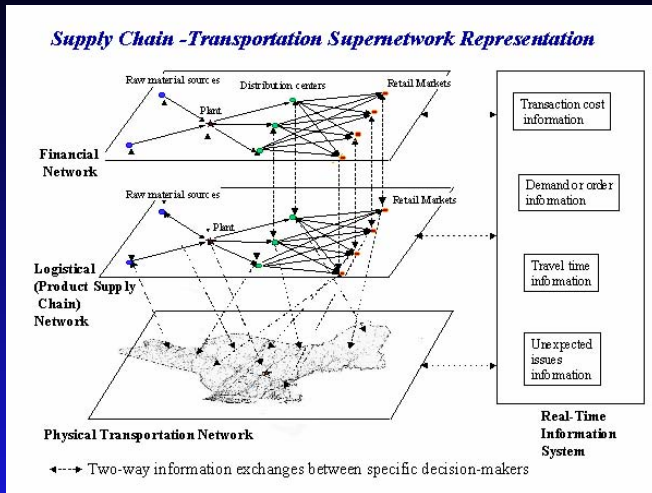 Supply Chain -Transportation Supernetwork Representation
Raw material sources
Distribution centers
Retail Markets
Plant
Financial
Network
Raw material sources
Retail Markets
Plant
Logistical
(Product Supply
Chain)
Network
Physical Transportation Network
Transaction cost
information
Demand or order
information
Travel time
information
Unexpected
issues
information
Real-Time
Information
System
Two-way information exchanges between specific decision-makers